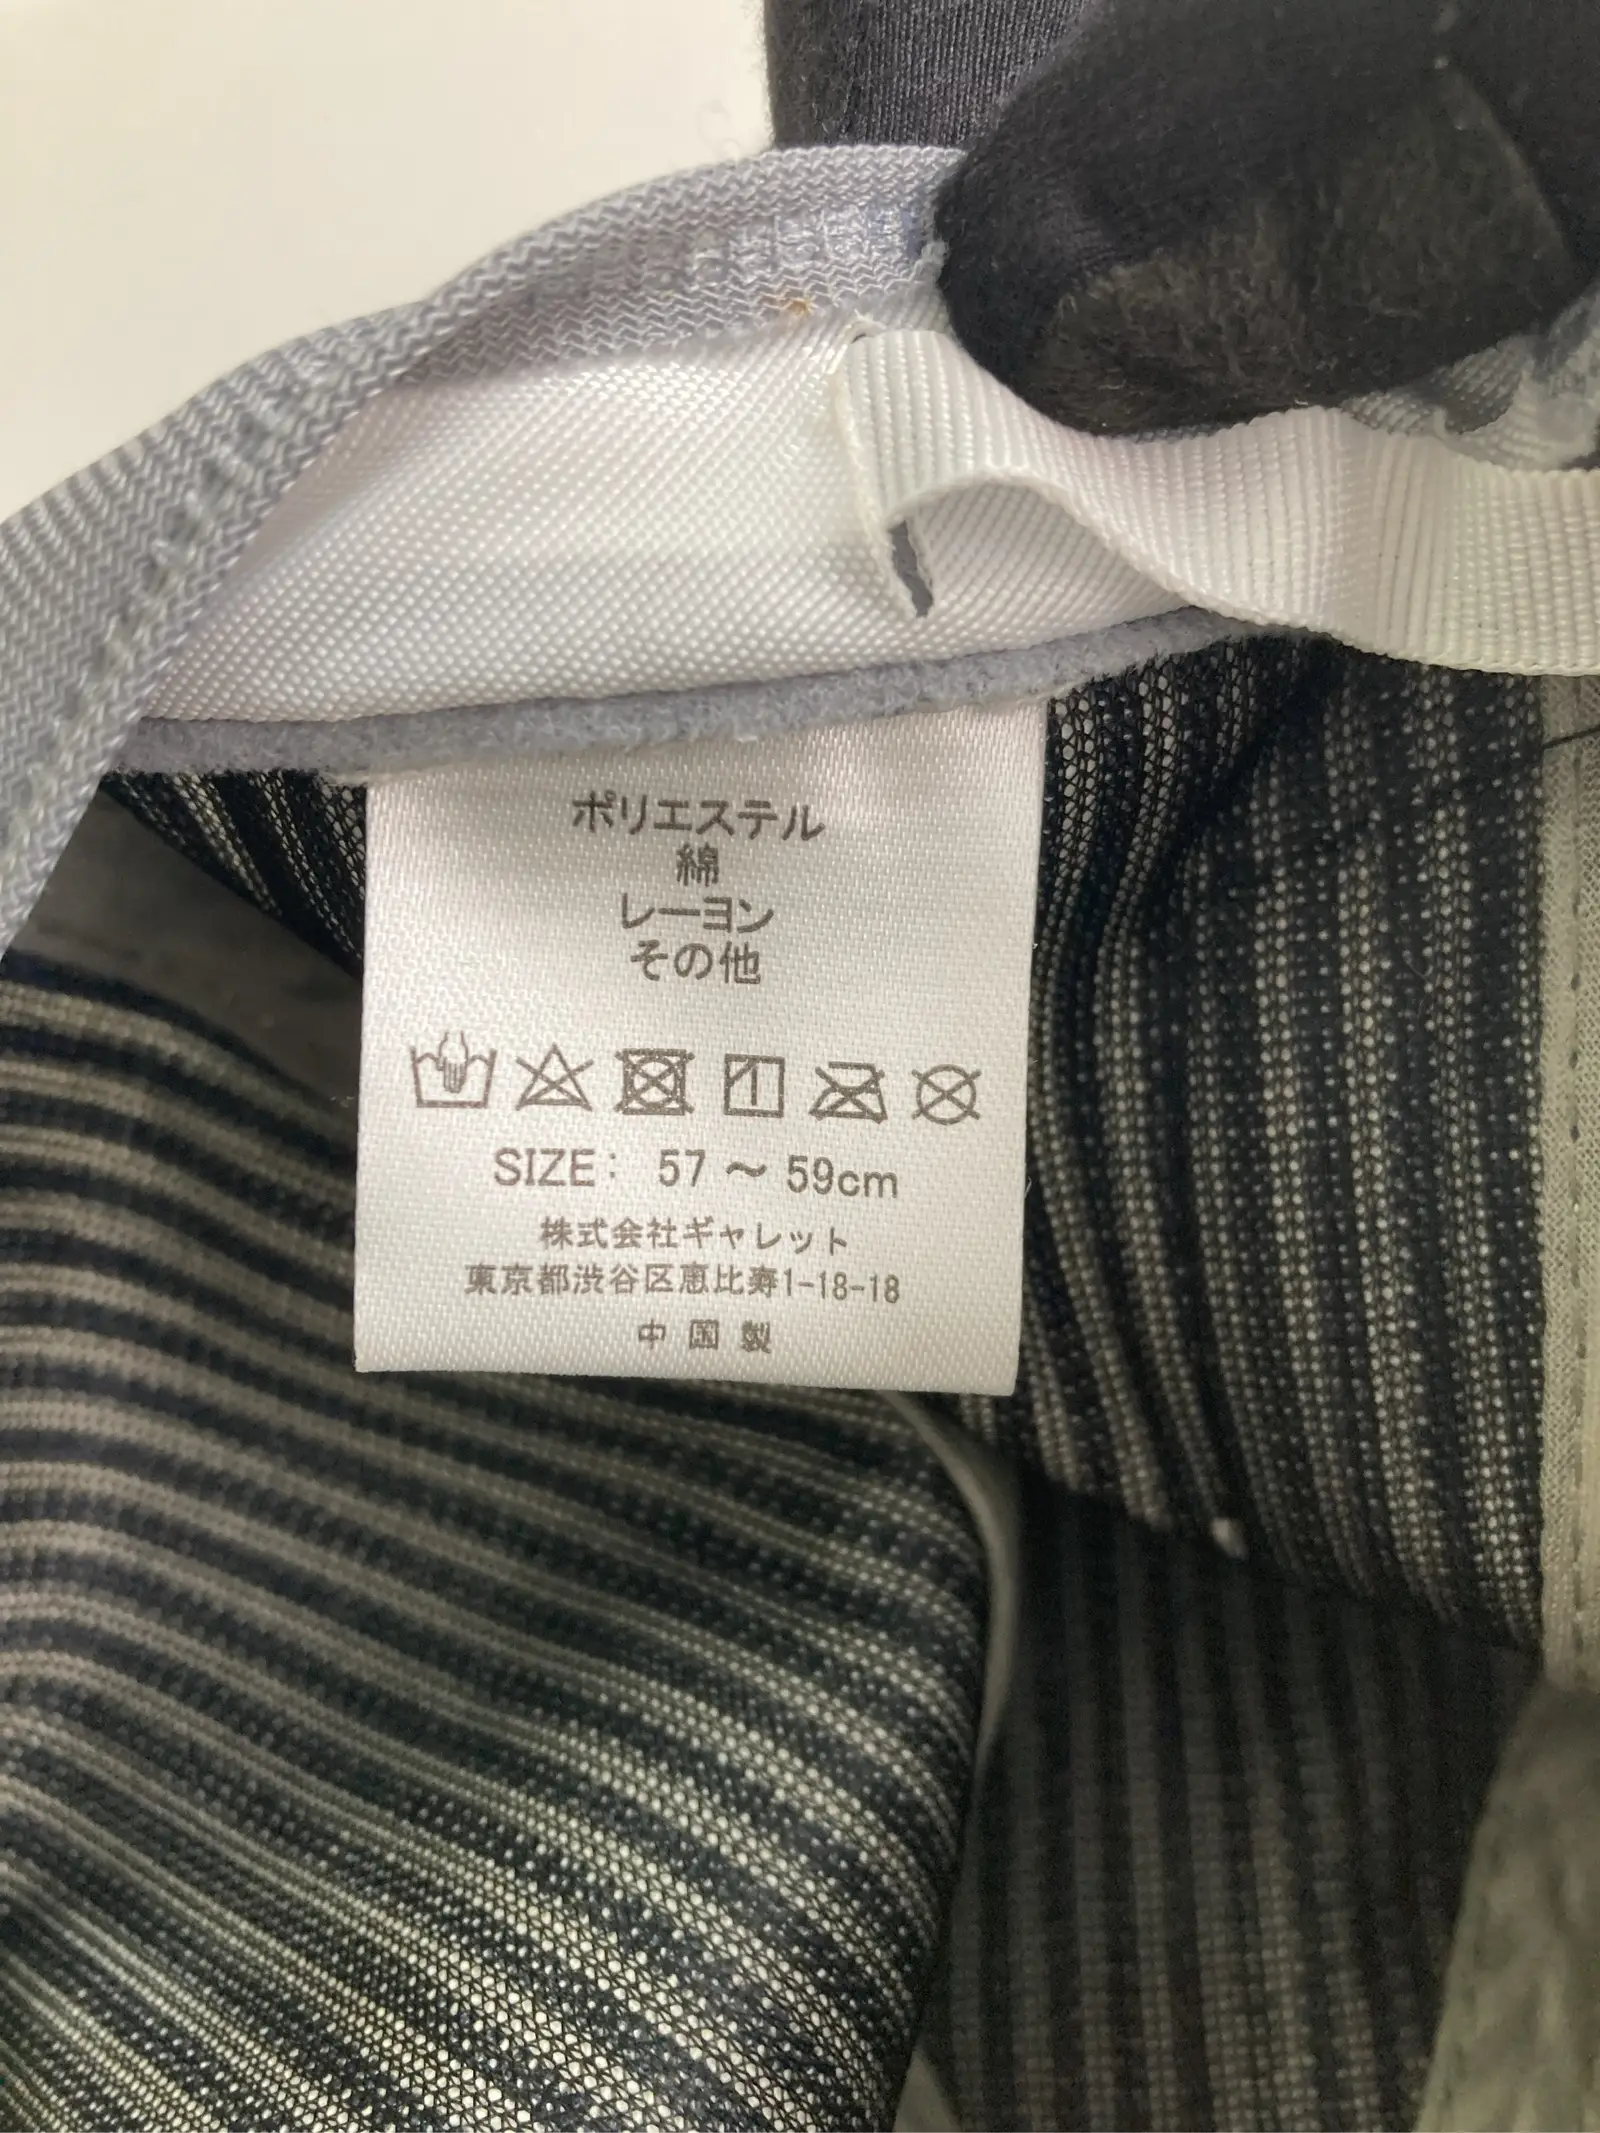 ポリエステル
綿
レーヨン
その他
SIZE: 57 ～ 59cm
株式会社ギャレット
東京都渋谷区恵比寿1-18-18
中国製